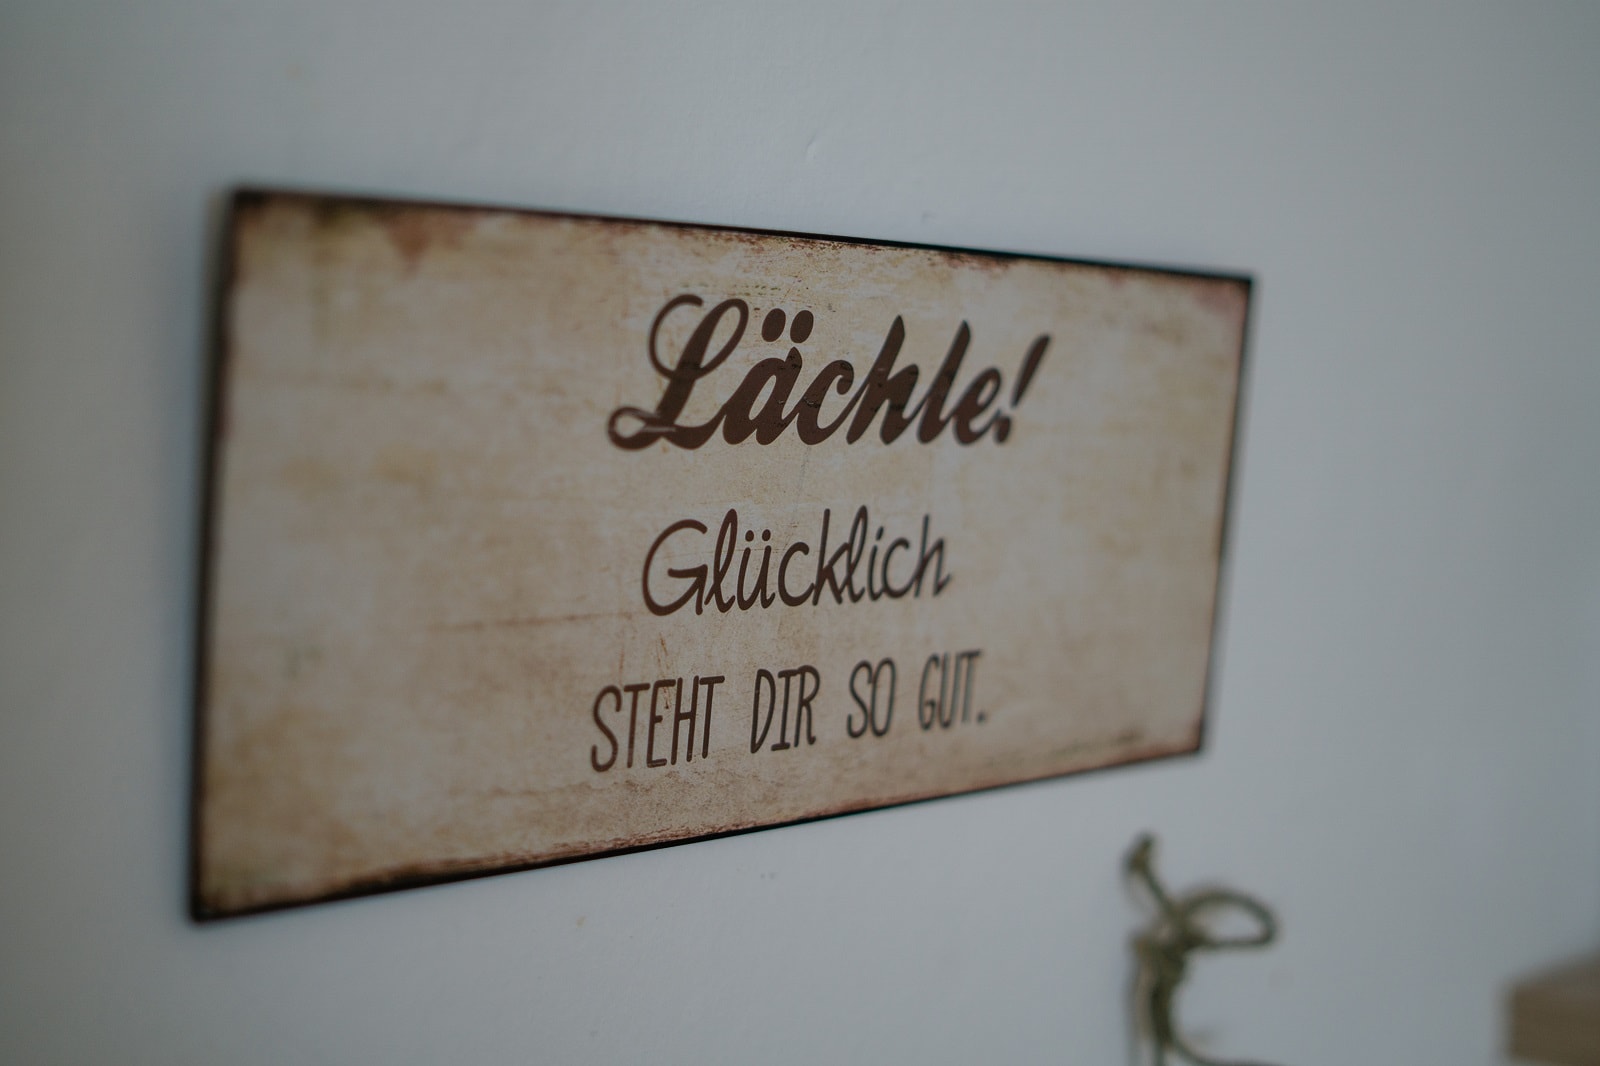 Lächle!
Glücklich
STEHT DIR SO GUT.